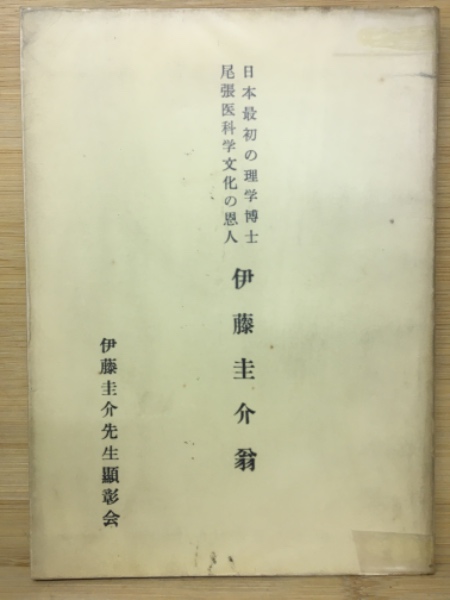 日本最初の理学博士
尾張医科学文化の恩人
伊藤圭介翁
伊藤圭介先生顕彰会